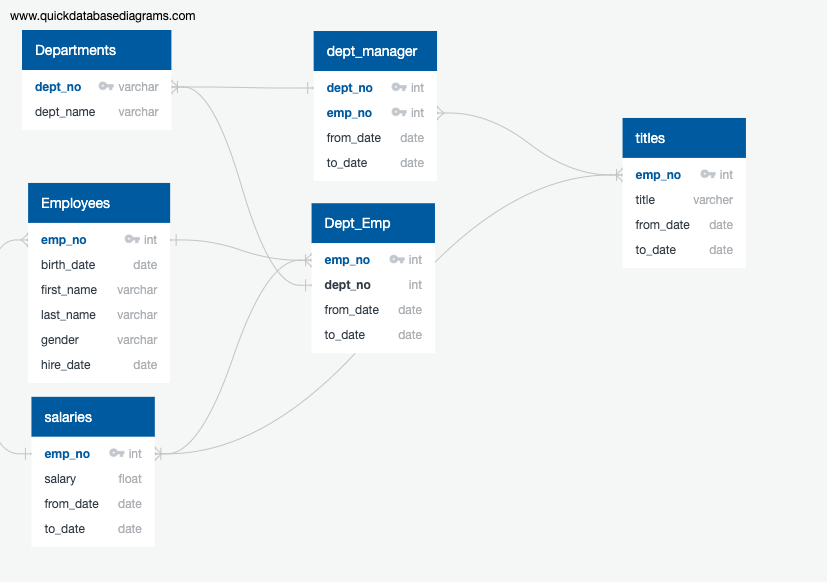 www.quickdatabasediagrams.com
Departments
dept_no varchar
dept_name varchar
dept_manager
dept_no int
emp_no int
from_date date
to_date date
titles
emp_no int
title varcher
from_date date
to_date date
Employees
emp_no int
birth_date date
first_name varchar
last_name varchar
gender varchar
hire_date date
Dept_Emp
emp_no int
dept_no int
from_date date
to_date date
salaries
emp_no int
salary float
from_date date
to_date date